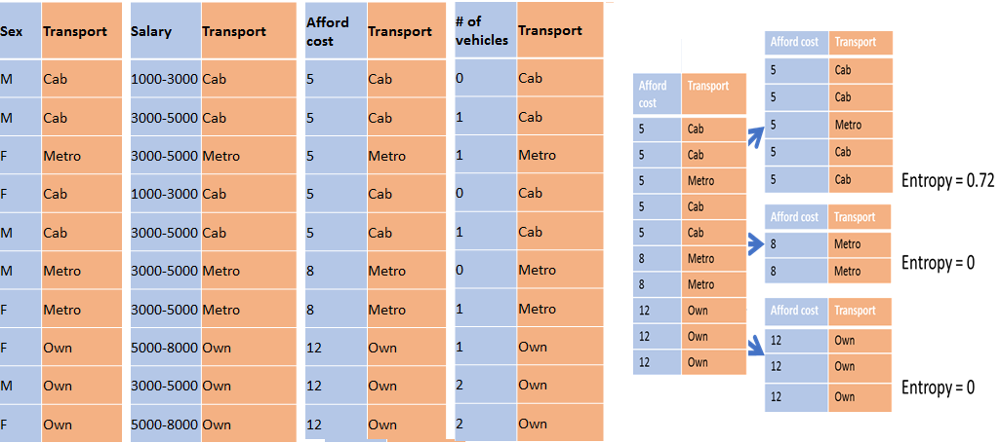 Sex Transport Salary Transport Afford cost Transport # of vehicles Transport
M Cab 1000-3000 Cab 5 Cab 0 Cab
M Cab 3000-5000 Cab 5 Cab 1 Cab
F Metro 3000-5000 Metro 5 Metro 1 Metro
F Cab 1000-3000 Cab 5 Cab 0 Cab
M Cab 3000-5000 Cab 5 Cab 1 Cab
M Metro 3000-5000 Metro 8 Metro 0 Metro
F Metro 3000-5000 Metro 8 Metro 1 Metro
F Own 5000-8000 Own 12 Own 1 Own
M Own 3000-5000 Own 12 Own 2 Own
F Own 5000-8000 Own 12 Own 2 Own
Afford cost Transport
5 Cab
5 Cab
5 Metro
5 Cab
5 Cab
8 Metro
8 Metro
12 Own
12 Own
12 Own
Afford cost Transport
5 Cab
5 Cab
5 Metro
5 Cab
5 Cab
Entropy = 0.72
Afford cost Transport
8 Metro
8 Metro
Entropy = 0
Afford cost Transport
12 Own
12 Own
12 Own
Entropy = 0